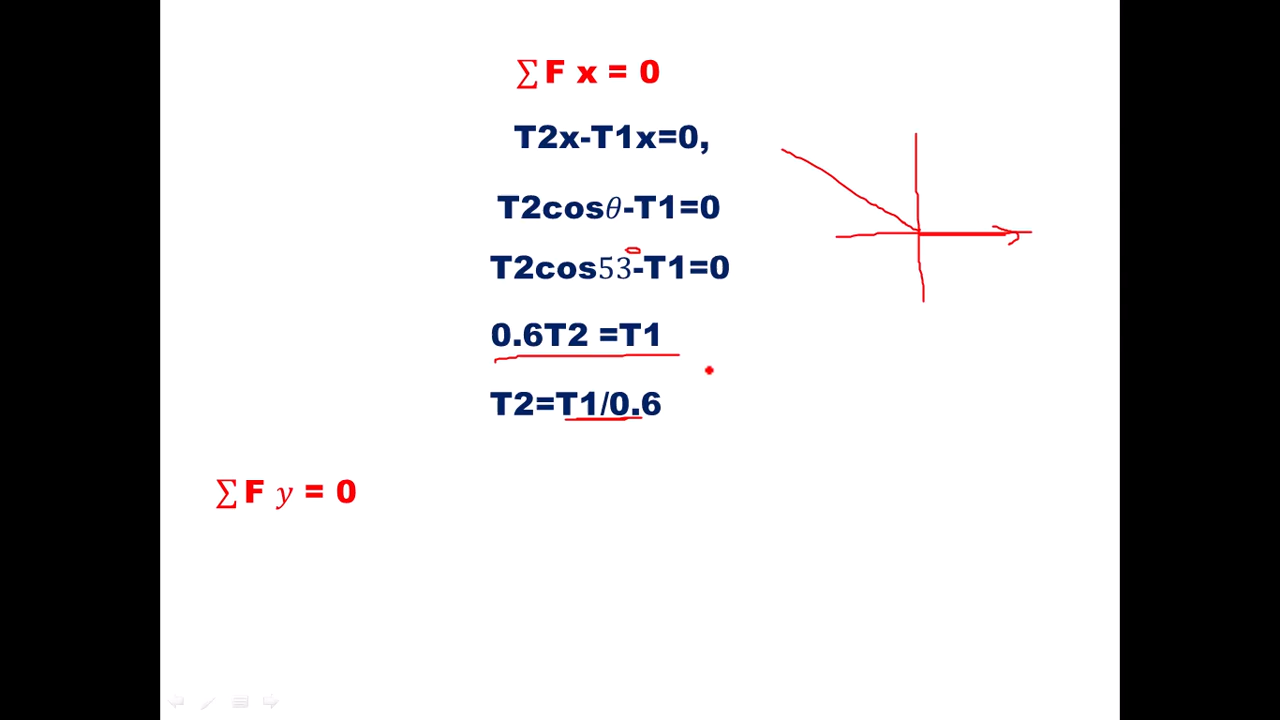 ∑F x = 0
T2x-T1x=0,
T2cosθ-T1=0
T2cos53-T1=0
0.6T2 =T1
T2=T1/0.6
∑F y = 0